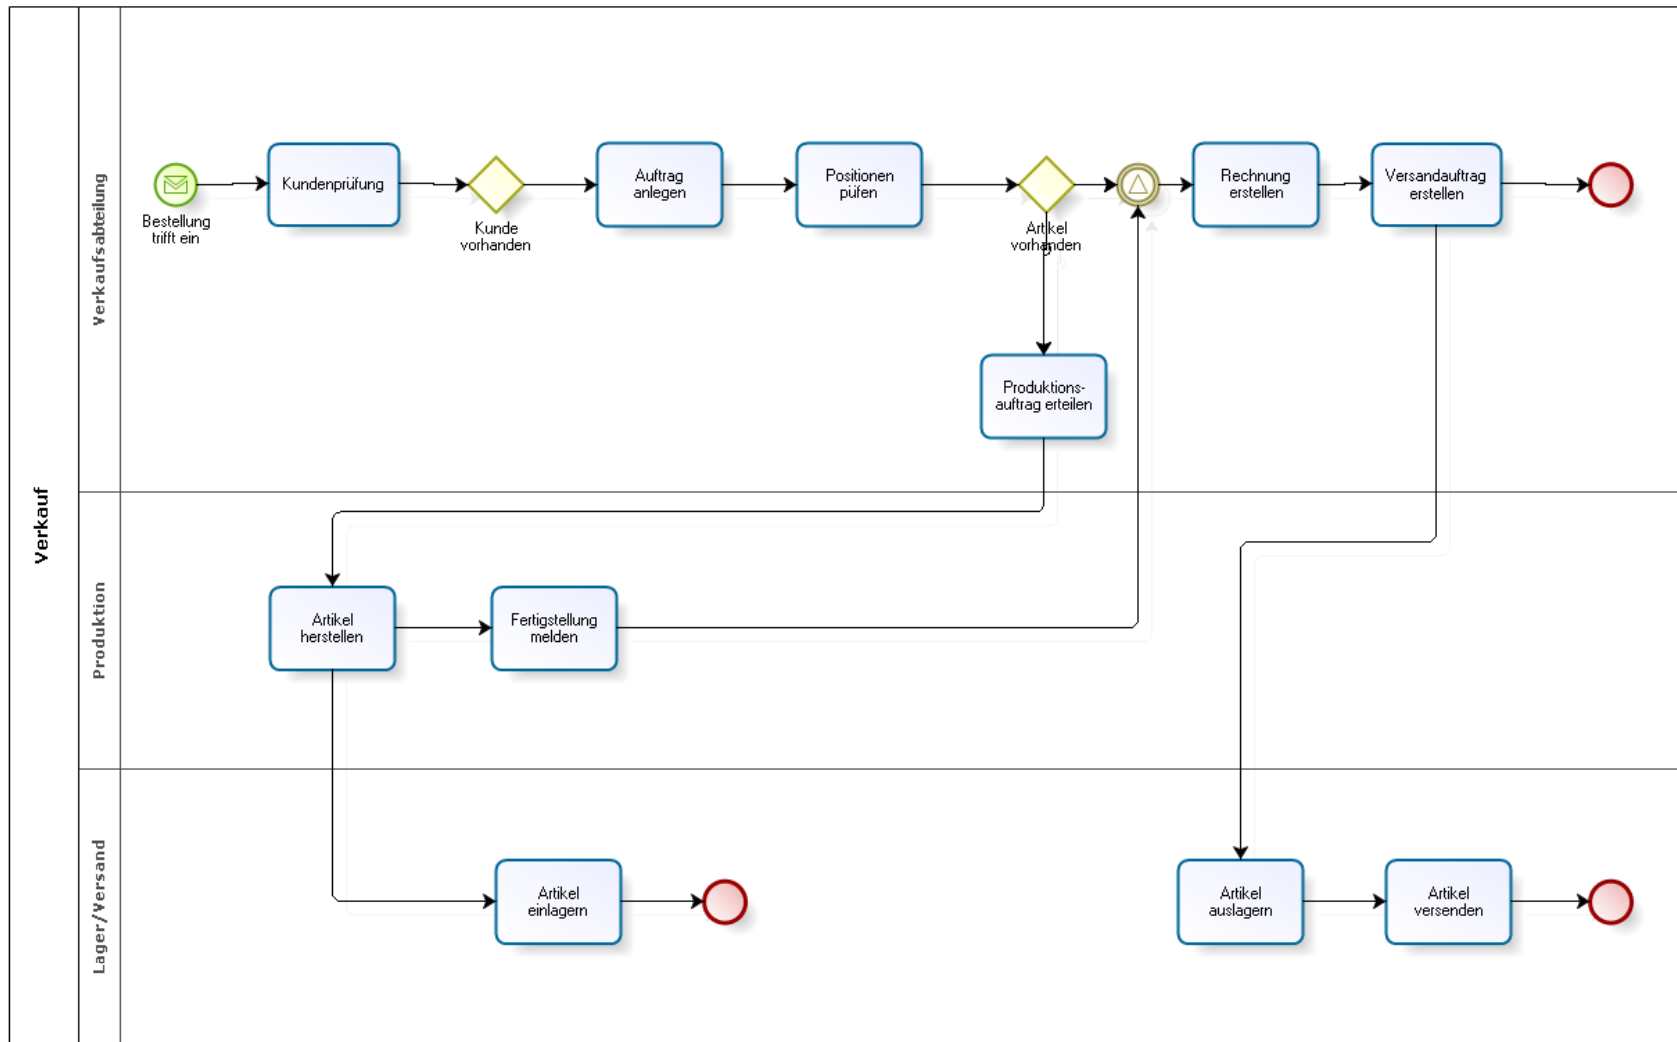 Verkauf
Verkaufsabteilung
Bestellung
trifft ein
Kundenprüfung
Kunde
vorhanden
Auftrag
anlegen
Positionen
püfen
Artikel
vorhanden
Rechnung
erstellen
Versandauftrag
erstellen
Produktions-
auftrag erteilen
Produktion
Artikel
herstellen
Fertigstellung
melden
Lager/Versand
Artikel
einlagern
Artikel
auslagern
Artikel
versenden